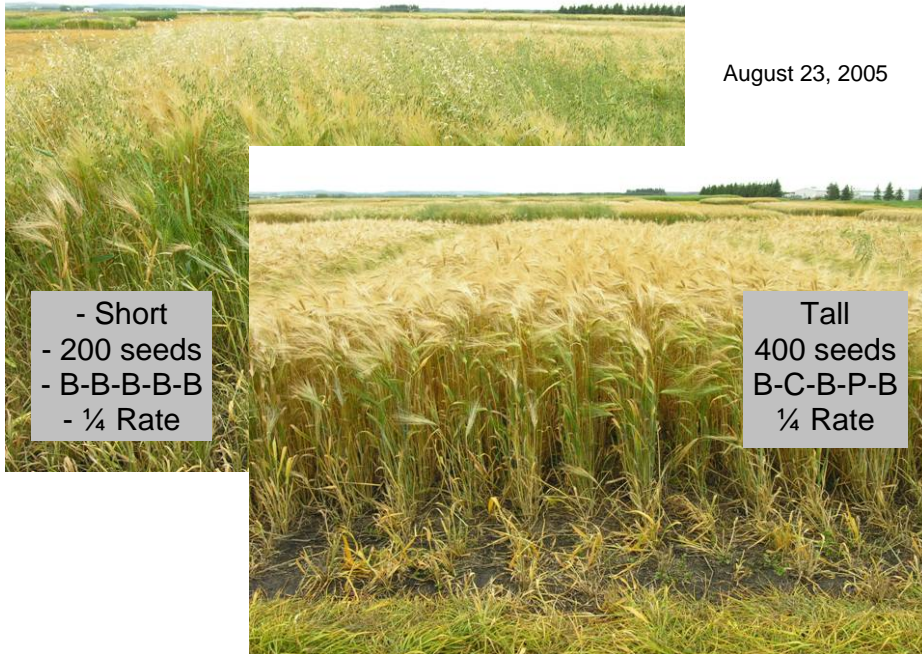 August 23, 2005
- Short
- 200 seeds
- B-B-B-B-B
- ¼ Rate
Tall
400 seeds
B-C-B-P-B
¼ Rate